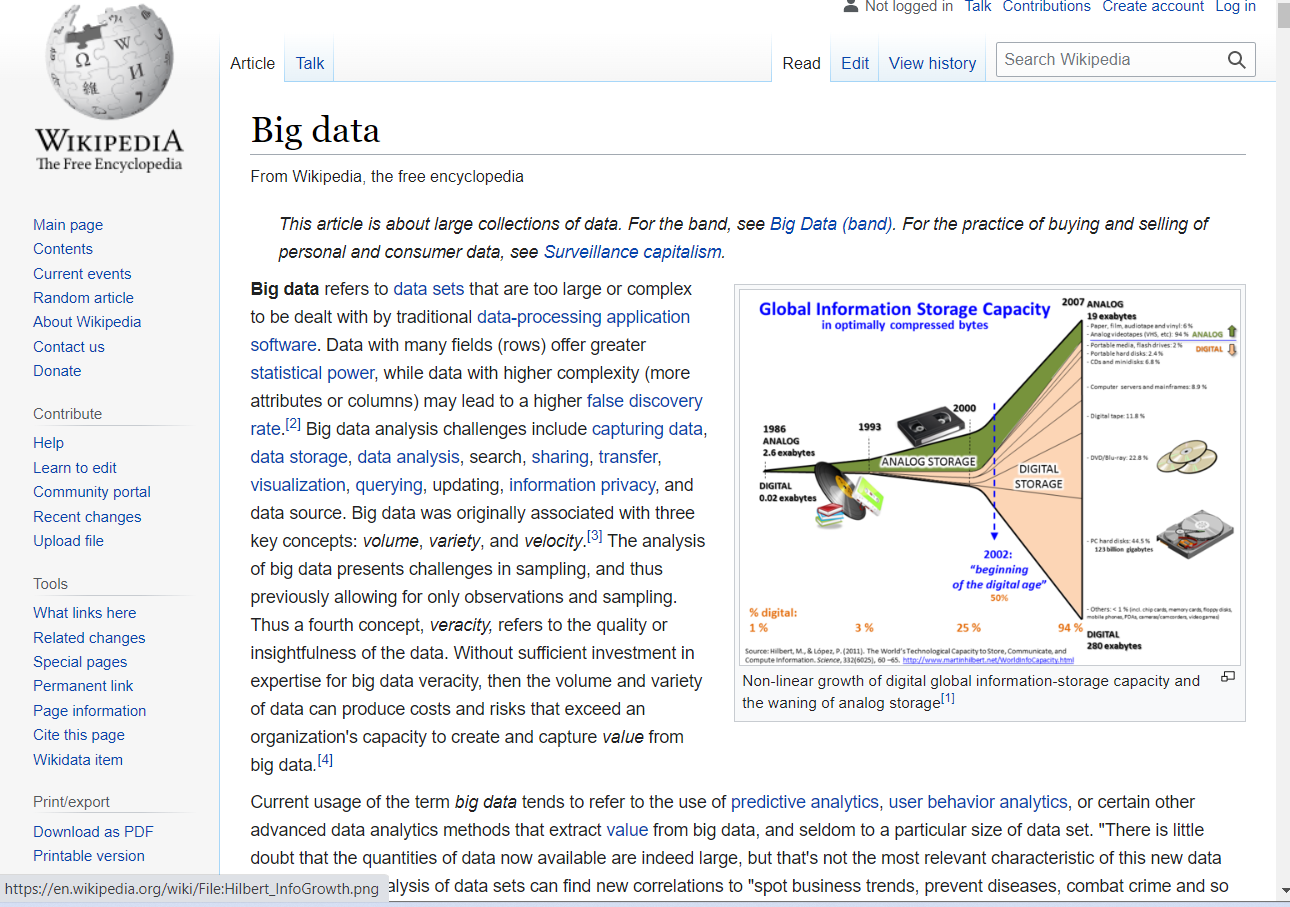 Not logged in Talk Contributions Create account Log in
Article Talk Read Edit View history Search Wikipedia
WIKIPEDIA
The Free Encyclopedia
Main page
Contents
Current events
Random article
About Wikipedia
Contact us
Donate
Contribute
Help
Learn to edit
Community portal
Recent changes
Upload file
Tools
What links here
Related changes
Special pages
Permanent link
Page information
Cite this page
Wikidata item
Print/export
Download as PDF
Printable version
Big data
From Wikipedia, the free encyclopedia
This article is about large collections of data. For the band, see Big Data (band). For the practice of buying and selling of
personal and consumer data, see Surveillance capitalism.
Big data refers to data sets that are too large or complex
to be dealt with by traditional data-processing application
software. Data with many fields (rows) offer greater
statistical power, while data with higher complexity (more
attributes or columns) may lead to a higher false discovery
rate.[2] Big data analysis challenges include capturing data,
data storage, data analysis, search, sharing, transfer,
visualization, querying, updating, information privacy, and
data source. Big data was originally associated with three
key concepts: volume, variety, and velocity.[3] The analysis
of big data presents challenges in sampling, and thus
previously allowing for only observations and sampling.
Thus a fourth concept, veracity, refers to the quality or
insightfulness of the data. Without sufficient investment in
expertise for big data veracity, then the volume and variety
of data can produce costs and risks that exceed an
organization's capacity to create and capture value from
big data.[4]
Global Information Storage Capacity
in optimally compressed bytes
2007 ANALOG
19 exabytes
- Paper, film, audiotape and vinyl: 6 %
- Analog videotapes (VHS, etc): 94 % ANALOG
- Portable media, flash drives: 2 % DIGITAL
- Portable hard disks: 2.4 %
- CDs and minidisks: 6.8 %
- Computer servers and mainframes: 8.9 %
- Digital tape: 11.8 %
- DVD/Blu-ray: 22.8 %
- PC hard disks: 44.5 %
123 billion gigabytes
- Others: < 1 % (incl. chip cards, memory cards, floppy disks,
mobile phones, PDAs, cameras/camcorders, video games)
DIGITAL
280 exabytes
1986
ANALOG
2.6 exabytes
DIGITAL
0.02 exabytes
1993
2000
ANALOG STORAGE
DIGITAL
STORAGE
2002:
"beginning
of the digital age"
50%
% digital:
1 % 3 % 25 % 94 %
Source: Hilbert, M., & López, P. (2011). The World's Technological Capacity to Store, Communicate, and
Compute Information. Science, 332(6025), 60 –65. http://www.martinhilbert.net/WorldInfoCapacity.html
Non-linear growth of digital global information-storage capacity and
the waning of analog storage[1]
Current usage of the term big data tends to refer to the use of predictive analytics, user behavior analytics, or certain other
advanced data analytics methods that extract value from big data, and seldom to a particular size of data set. "There is little
doubt that the quantities of data now available are indeed large, but that's not the most relevant characteristic of this new data
alysis of data sets can find new correlations to "spot business trends, prevent diseases, combat crime and so
https://en.wikipedia.org/wiki/File:Hilbert_InfoGrowth.png